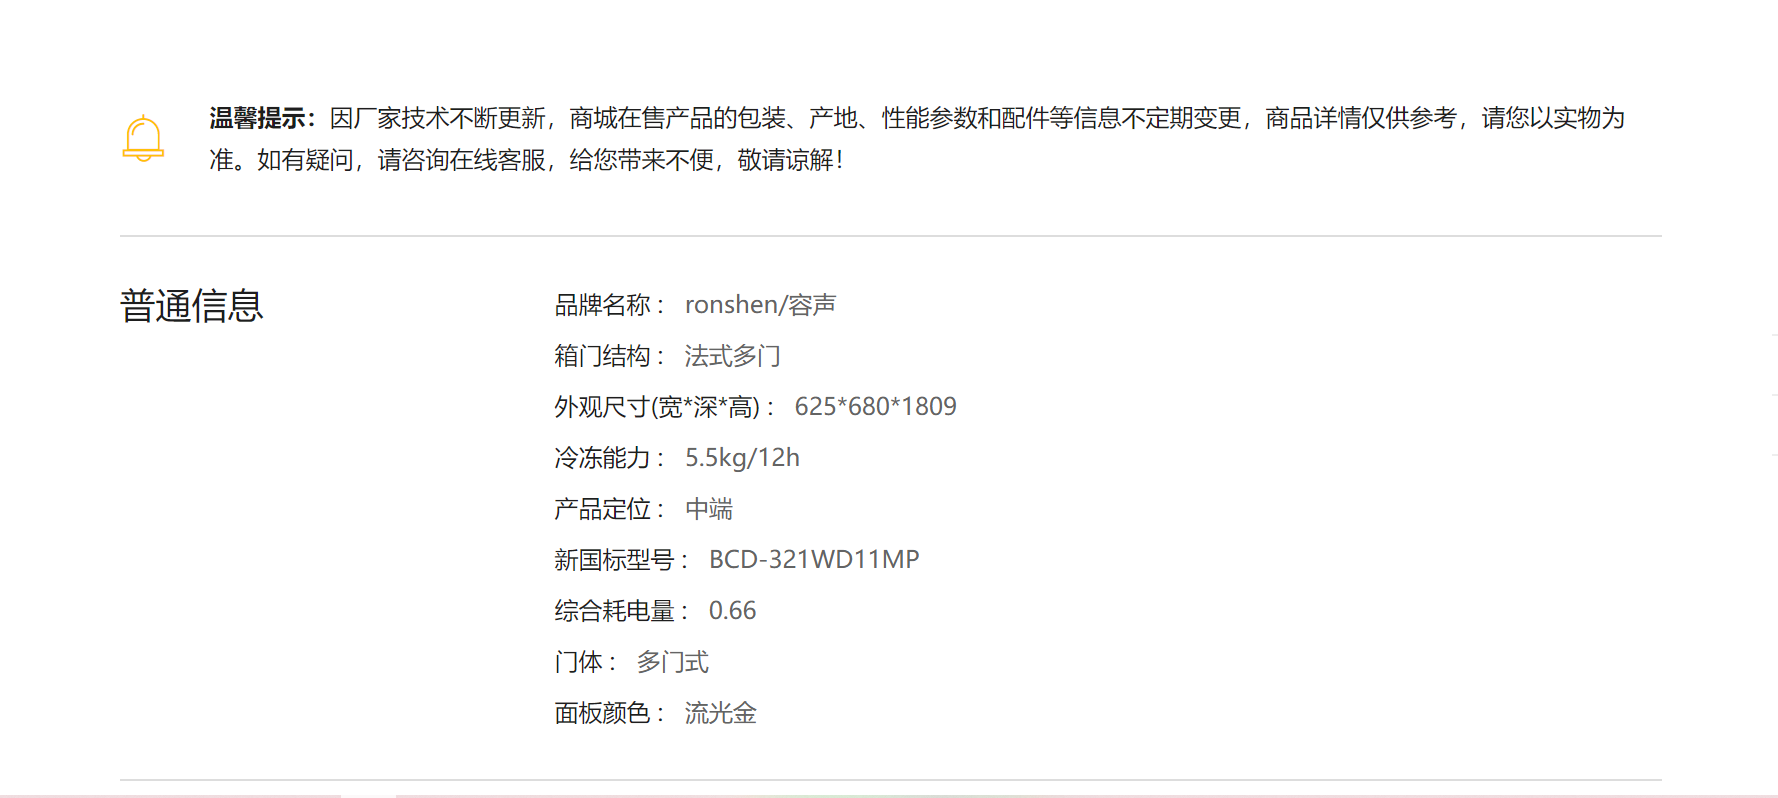 温馨提示：因厂家技术不断更新，商城在售产品的包装、产地、性能参数和配件等信息不定期变更，商品详情仅供参考，请您以实物为
准。如有疑问，请咨询在线客服，给您带来不便，敬请谅解！
普通信息
品牌名称： ronshen/容声
箱门结构： 法式多门
外观尺寸(宽*深*高)： 625*680*1809
冷冻能力： 5.5kg/12h
产品定位： 中端
新国标型号： BCD-321WD11MP
综合耗电量： 0.66
门体： 多门式
面板颜色： 流光金